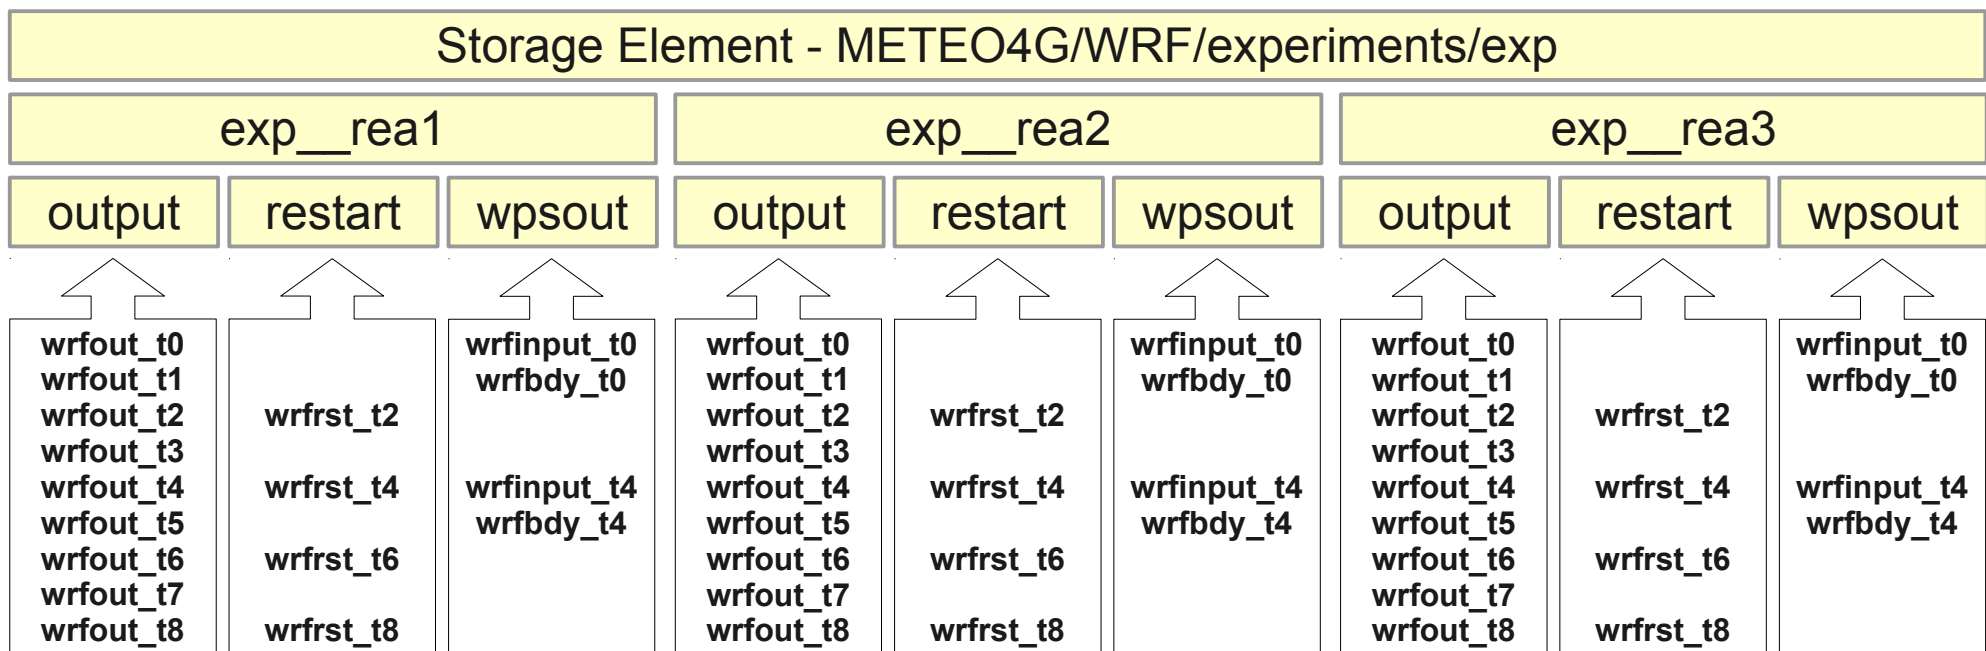 Storage Element - METEO4G/WRF/experiments/exp
exp__rea1 exp__rea2 exp__rea3
output restart wpsout output restart wpsout output restart wpsout
wrfout_t0 wrfinput_t0 wrfout_t0 wrfinput_t0 wrfout_t0 wrfinput_t0
wrfout_t1 wrfbdy_t0 wrfout_t1 wrfbdy_t0 wrfout_t1 wrfbdy_t0
wrfout_t2 wrfrst_t2 wrfout_t2 wrfrst_t2 wrfout_t2 wrfrst_t2
wrfout_t3 wrfout_t3 wrfout_t3
wrfout_t4 wrfrst_t4 wrfinput_t4 wrfout_t4 wrfrst_t4 wrfinput_t4 wrfout_t4 wrfrst_t4 wrfinput_t4
wrfout_t5 wrfbdy_t4 wrfout_t5 wrfbdy_t4 wrfout_t5 wrfbdy_t4
wrfout_t6 wrfrst_t6 wrfout_t6 wrfrst_t6 wrfout_t6 wrfrst_t6
wrfout_t7 wrfout_t7 wrfout_t7
wrfout_t8 wrfrst_t8 wrfout_t8 wrfrst_t8 wrfout_t8 wrfrst_t8